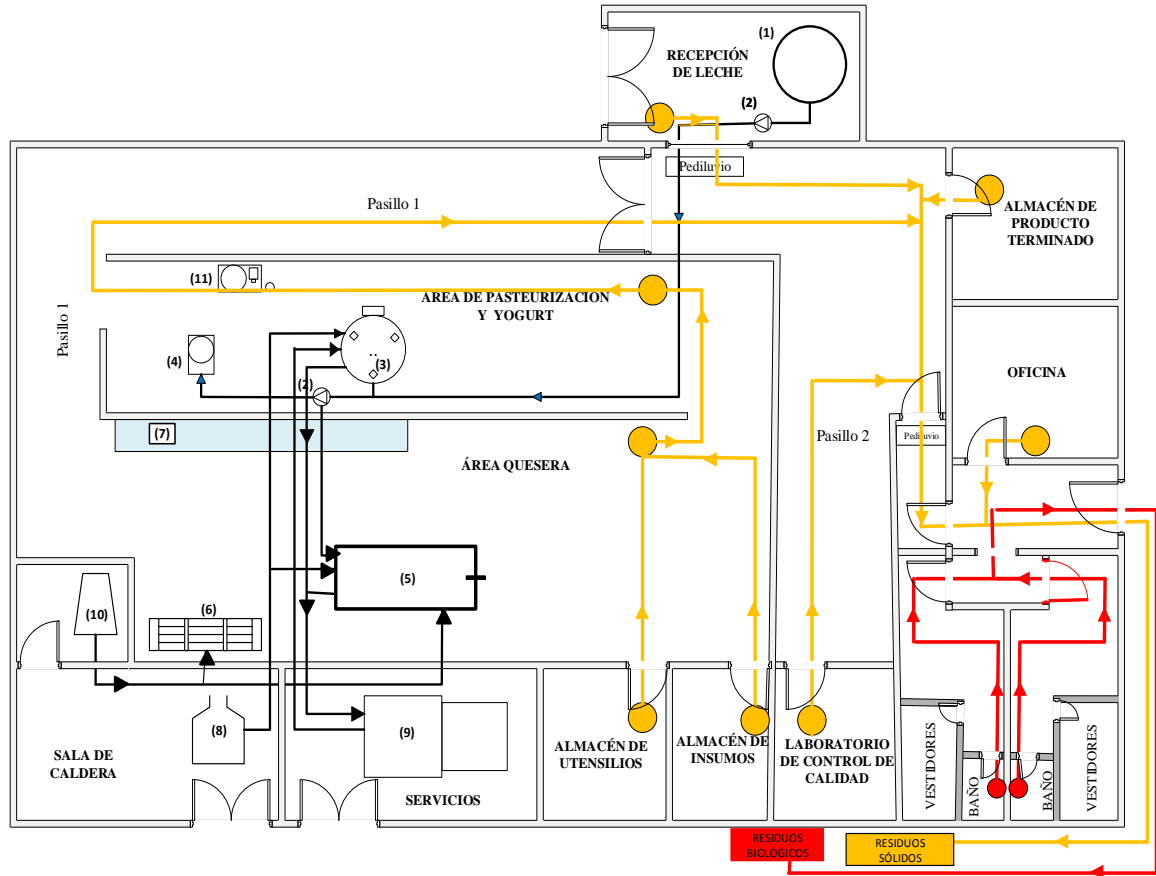 (1)
RECEPCIÓN
DE LECHE
(2)
Pediluvio
Pasillo 1
ALMACÉN DE
PRODUCTO
TERMINADO
(11)
AREA DE PASTEURIZACION
Y YOGURT
Pasillo 1
(4)
(3)
(2)
OFICINA
(7)
Pasillo 2
Pediluvio
ÁREA QUESERA
(5)
(10)
(6)
(8)
(9)
SALA DE
CALDERA
SERVICIOS
ALMACÉN DE
UTENSILIOS
ALMACÉN DE
INSUMOS
LABORATORIO
DE CONTROL DE
CALIDAD
VESTIDORES
BAÑO
BAÑO
VESTIDORES
RESIDUOS
BIOLOGICOS
RESIDUOS
SÓLIDOS